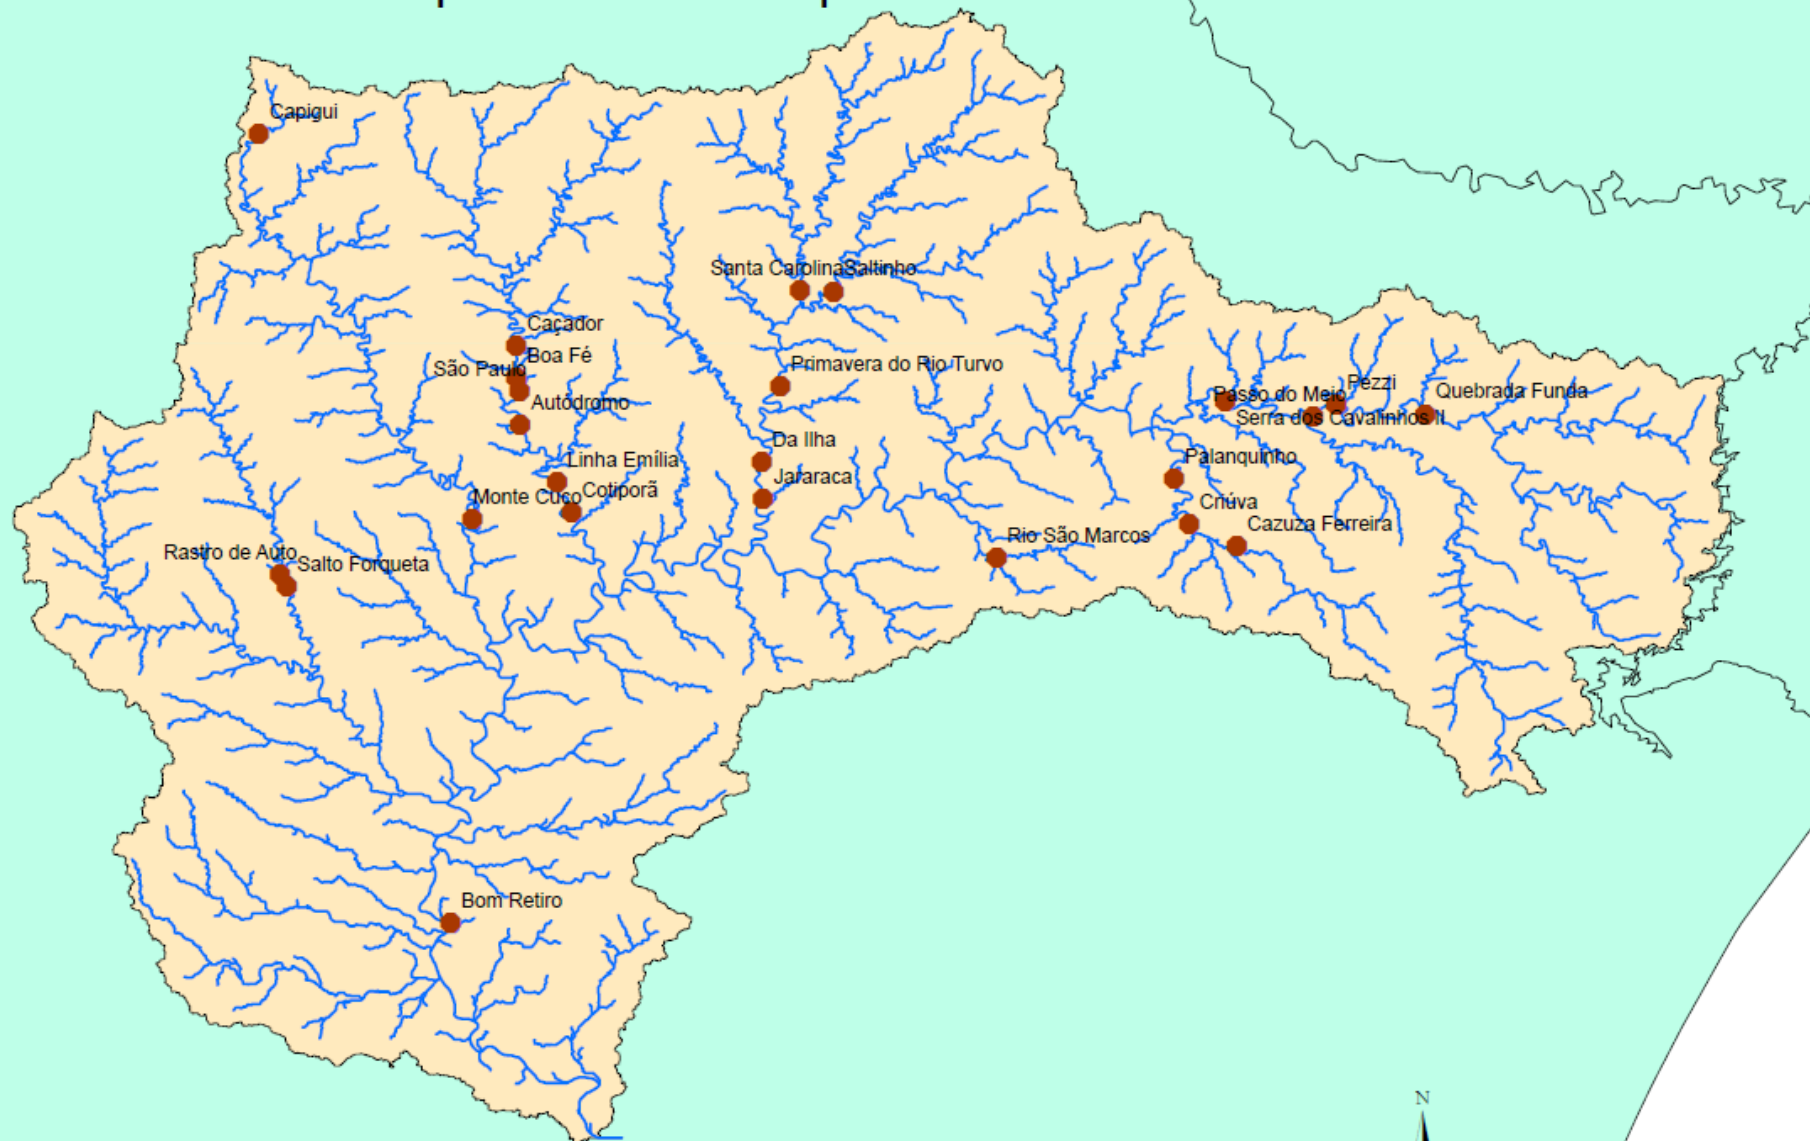 Capigui
Santa Carolina
Saltinho
Caçador
Boa Fé
São Paulo
Primavera do Rio Turvo
Autódromo
Passo do Meio
Pezzi
Quebrada Funda
Serra dos Cavalinhos II
Da Ilha
Linha Emília
Palanquinho
Jararaca
Monte Cuco
Cotiporã
Criúva
Cazuza Ferreira
Rio São Marcos
Rastro de Auto
Salto Forqueta
Bom Retiro
N